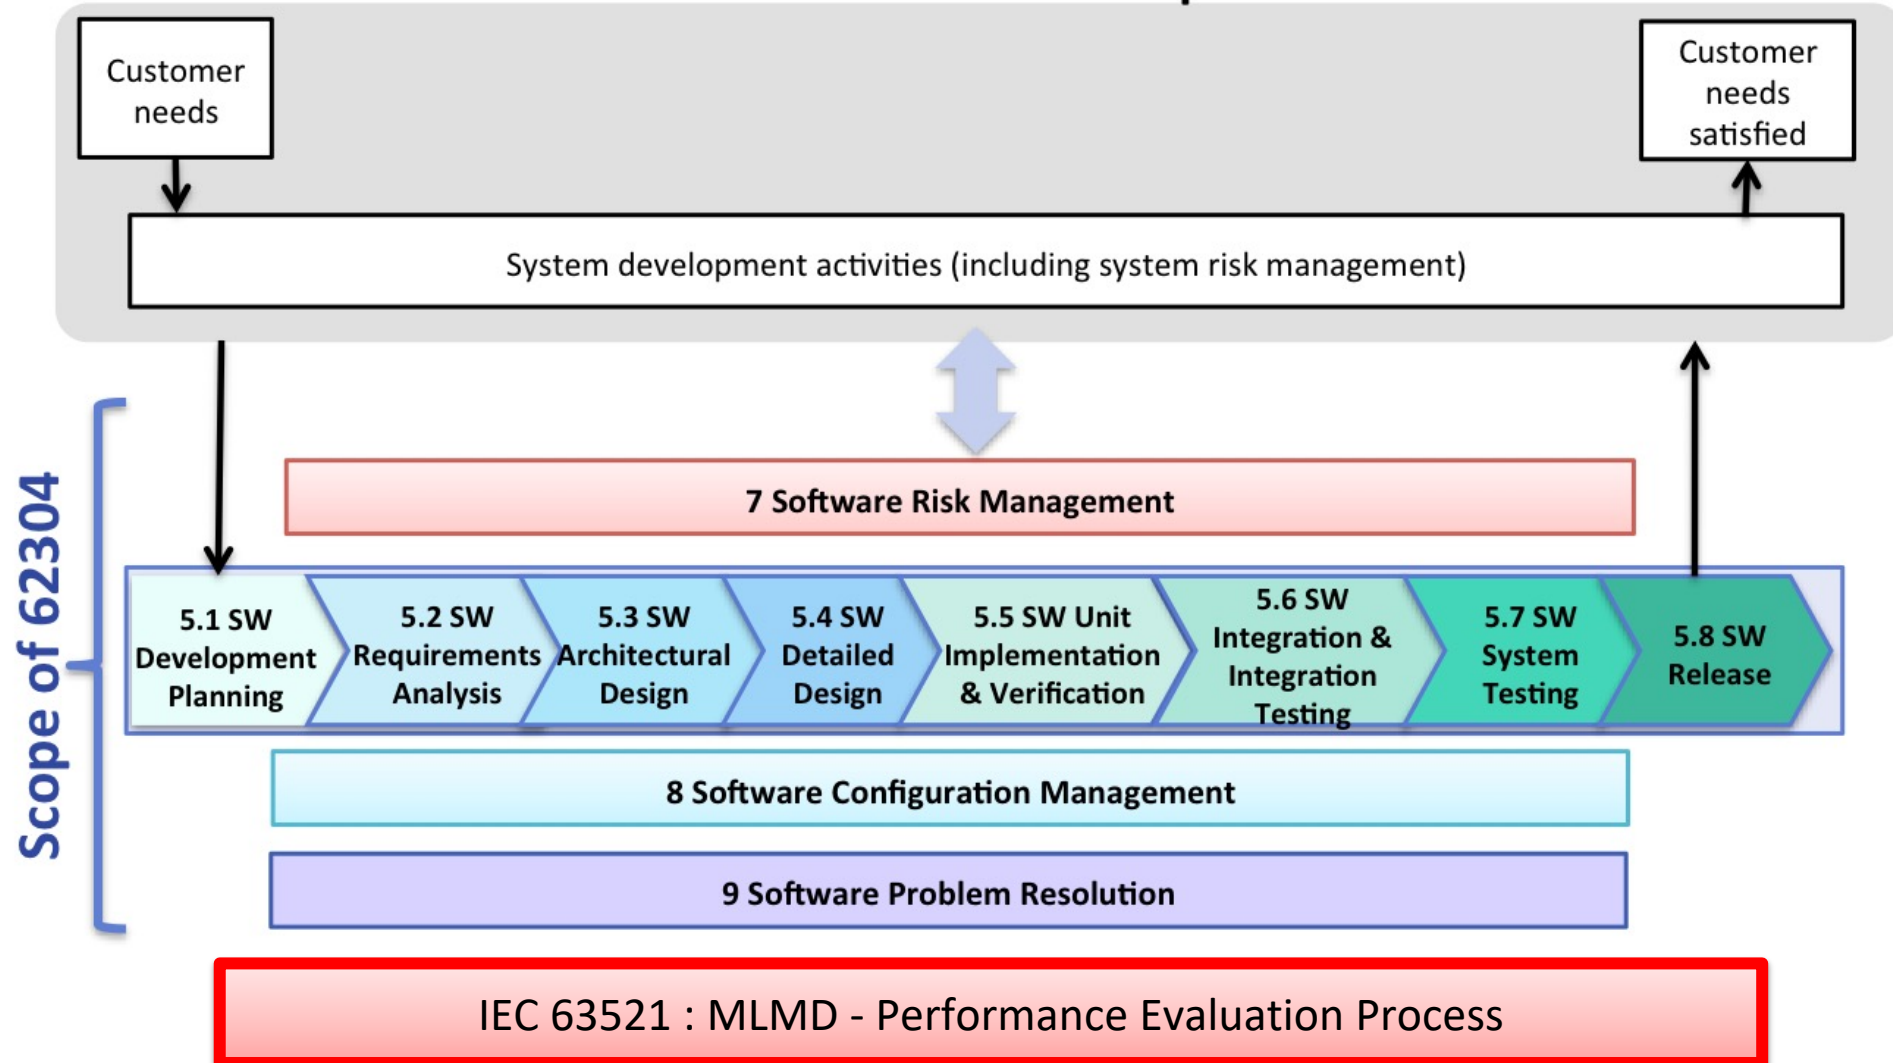 Customer
needs
Customer
needs
satisfied
System development activities (including system risk management)
Scope of 62304
7 Software Risk Management
5.1 SW
Development
Planning
5.2 SW
Requirements
Analysis
5.3 SW
Architectural
Design
5.4 SW
Detailed
Design
5.5 SW Unit
Implementation
& Verification
5.6 SW
Integration &
Integration
Testing
5.7 SW
System
Testing
5.8 SW
Release
8 Software Configuration Management
9 Software Problem Resolution
IEC 63521 : MLMD - Performance Evaluation Process